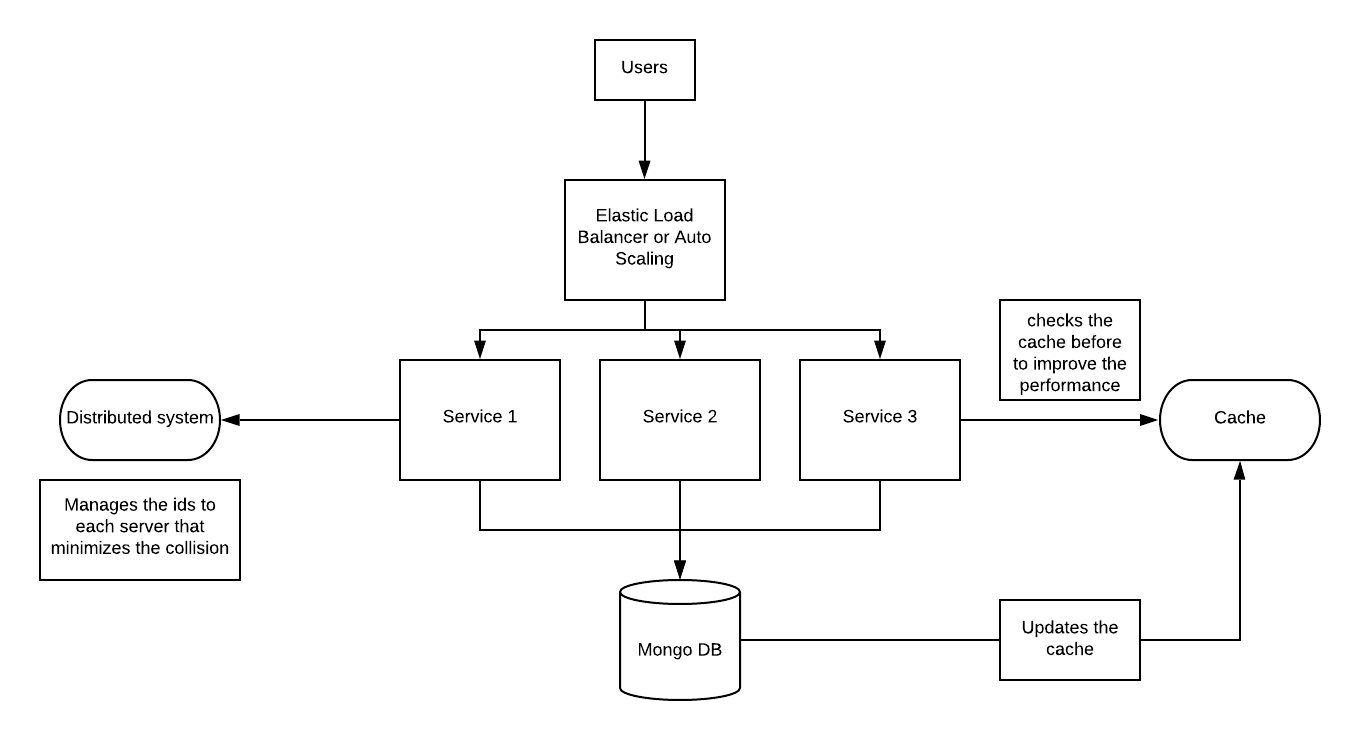 Users
Elastic Load
Balancer or Auto
Scaling
checks the
cache before
to improve the
performance
Distributed system
Service 1
Service 2
Service 3
Cache
Manages the ids to
each server that
minimizes the collision
Mongo DB
Updates the
cache